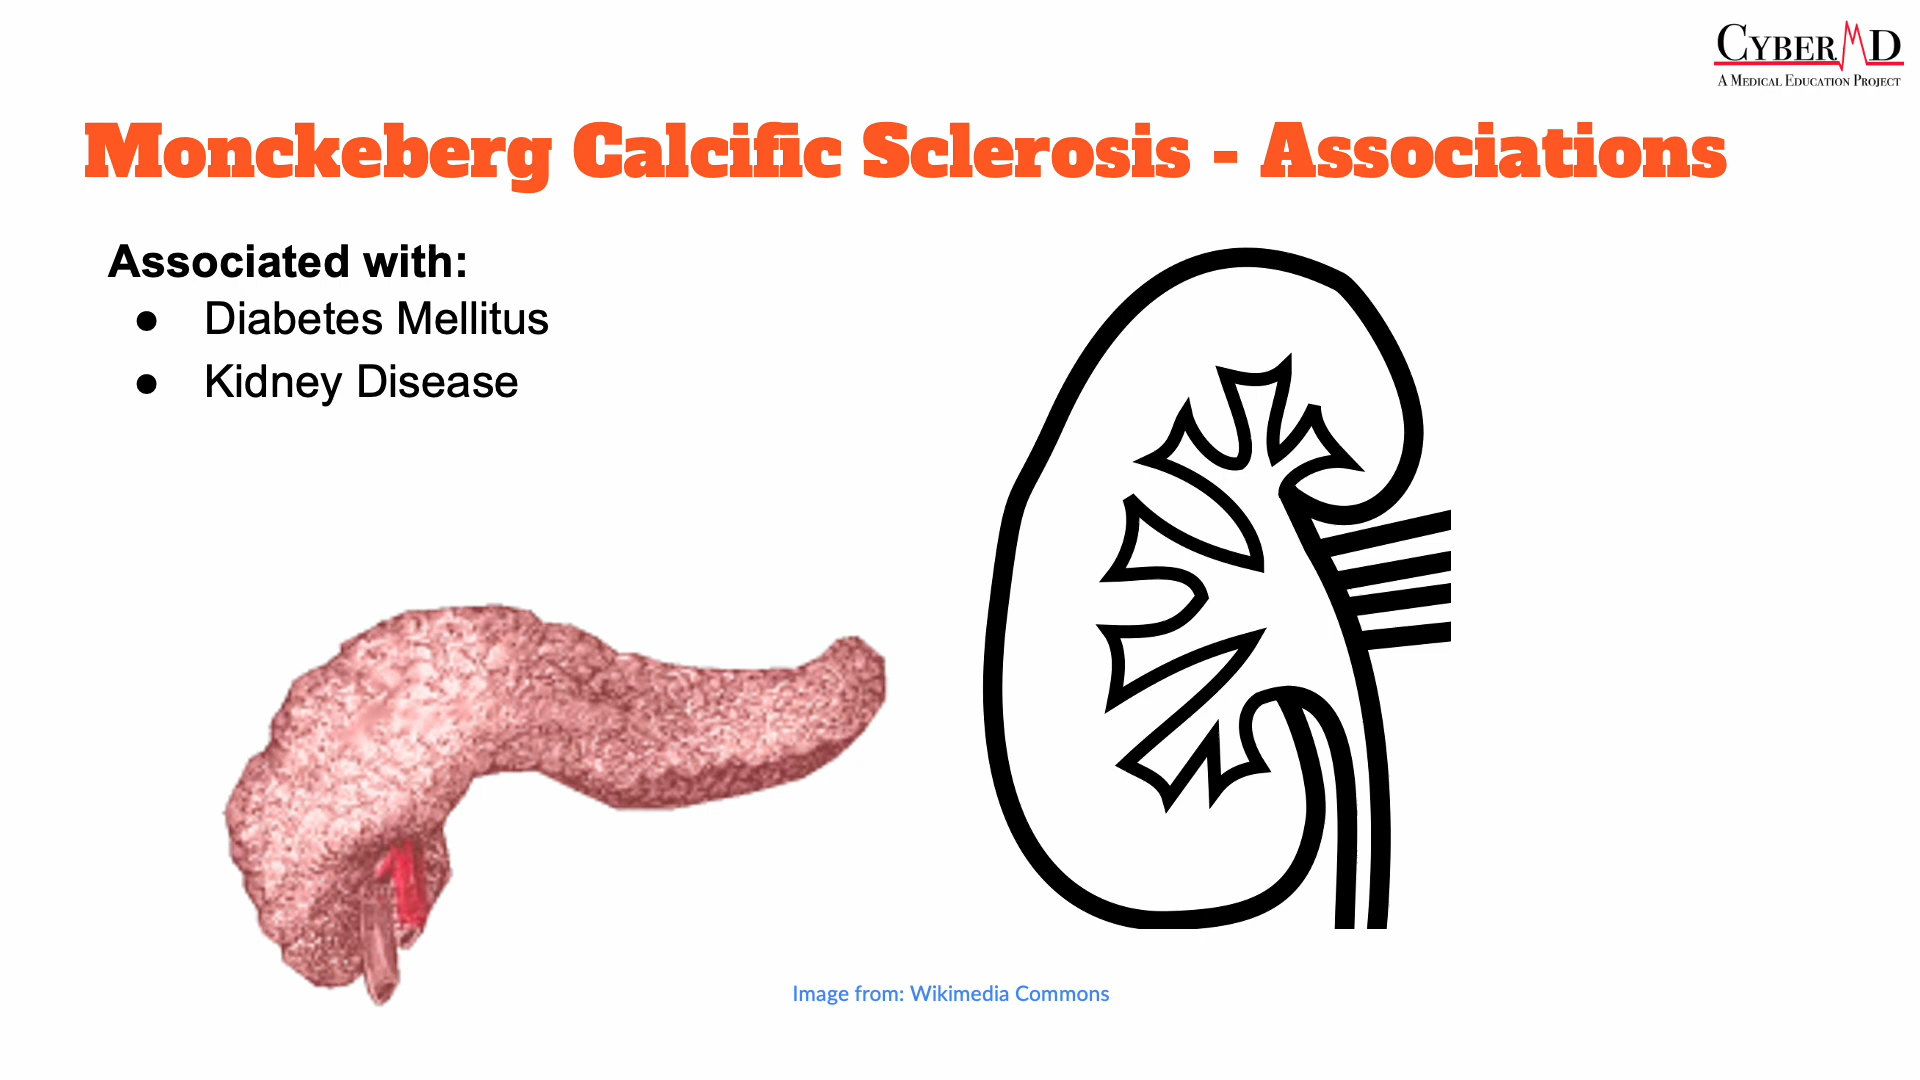 CYBERMD
A MEDICAL EDUCATION PROJECT
Monckeberg Calcific Sclerosis - Associations
Associated with:
● Diabetes Mellitus
● Kidney Disease
Image from: Wikimedia Commons